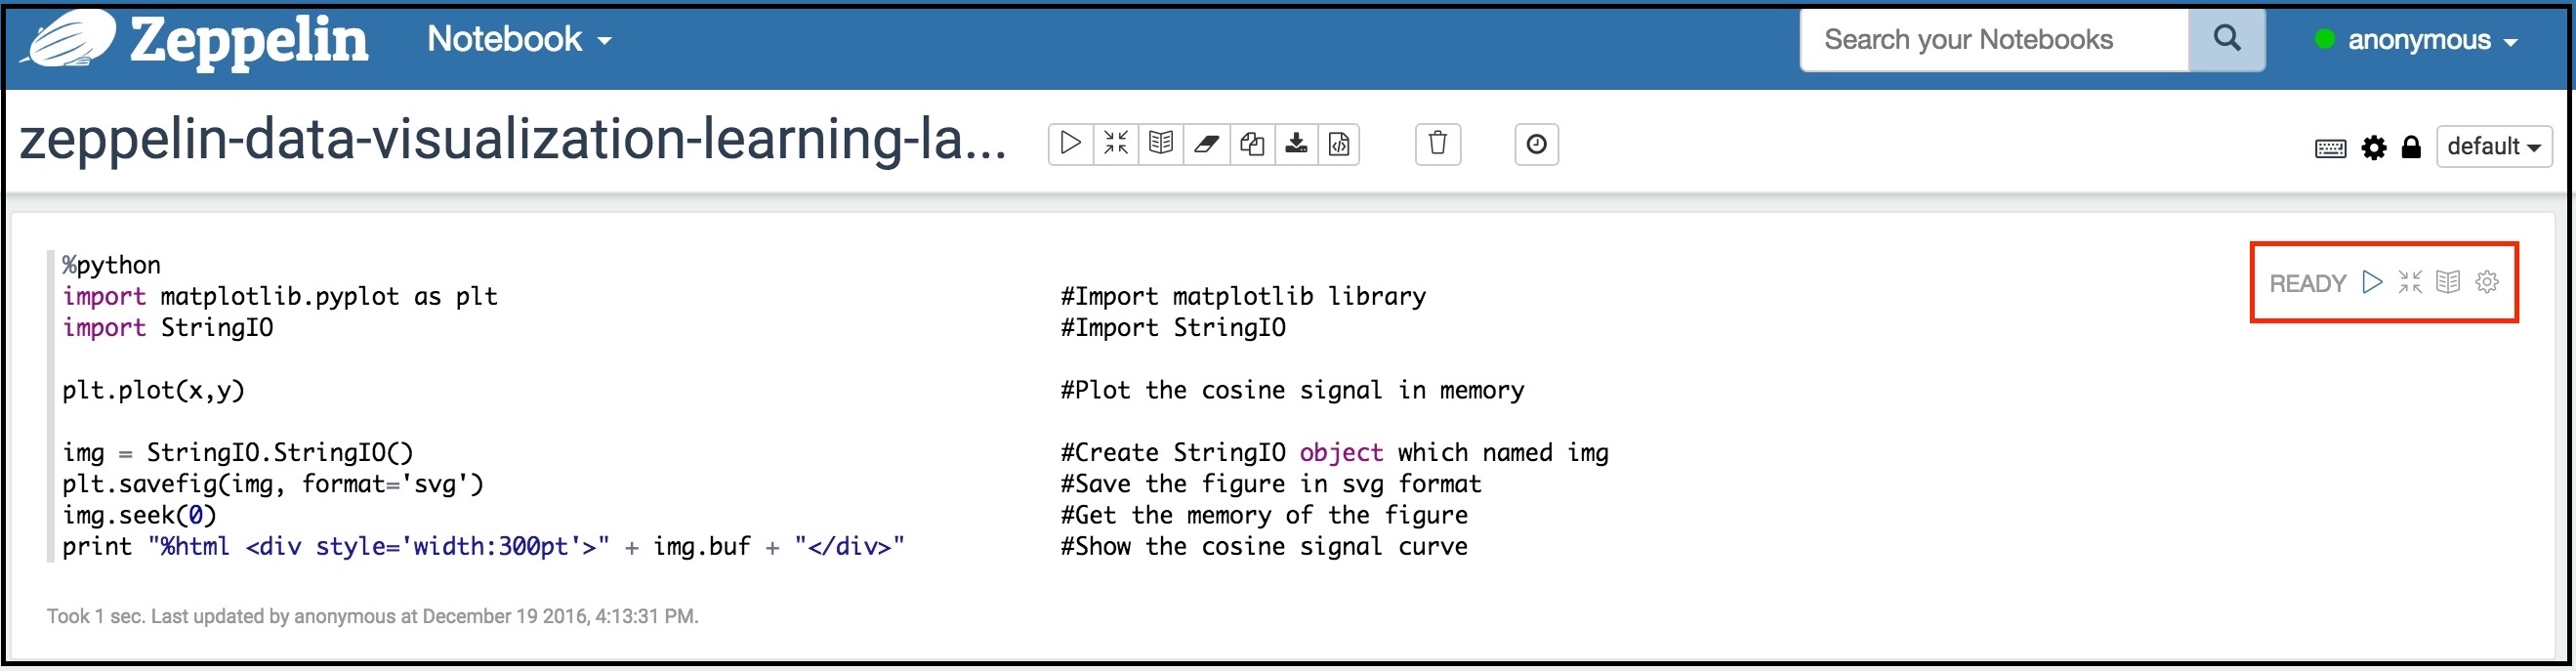 Zeppelin Notebook Search your Notebooks anonymous
zeppelin-data-visualization-learning-la... default
%python READY
import matplotlib.pyplot as plt #Import matplotlib library
import StringIO #Import StringIO
plt.plot(x,y) #Plot the cosine signal in memory
img = StringIO.StringIO() #Create StringIO object which named img
plt.savefig(img, format='svg') #Save the figure in svg format
img.seek(0) #Get the memory of the figure
print "%html <div style='width:300pt'>" + img.buf + "</div>" #Show the cosine signal curve
Took 1 sec. Last updated by anonymous at December 19 2016, 4:13:31 PM.